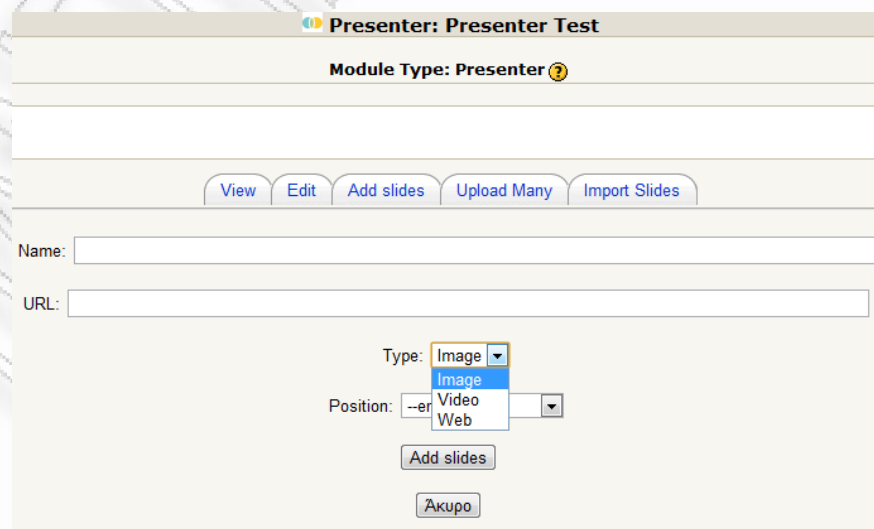 Presenter: Presenter Test
Module Type: Presenter ?
View Edit Add slides Upload Many Import Slides
Name:
URL:
Type: Image
Image
Video
Position:
Web
Add slides
Άκυρο